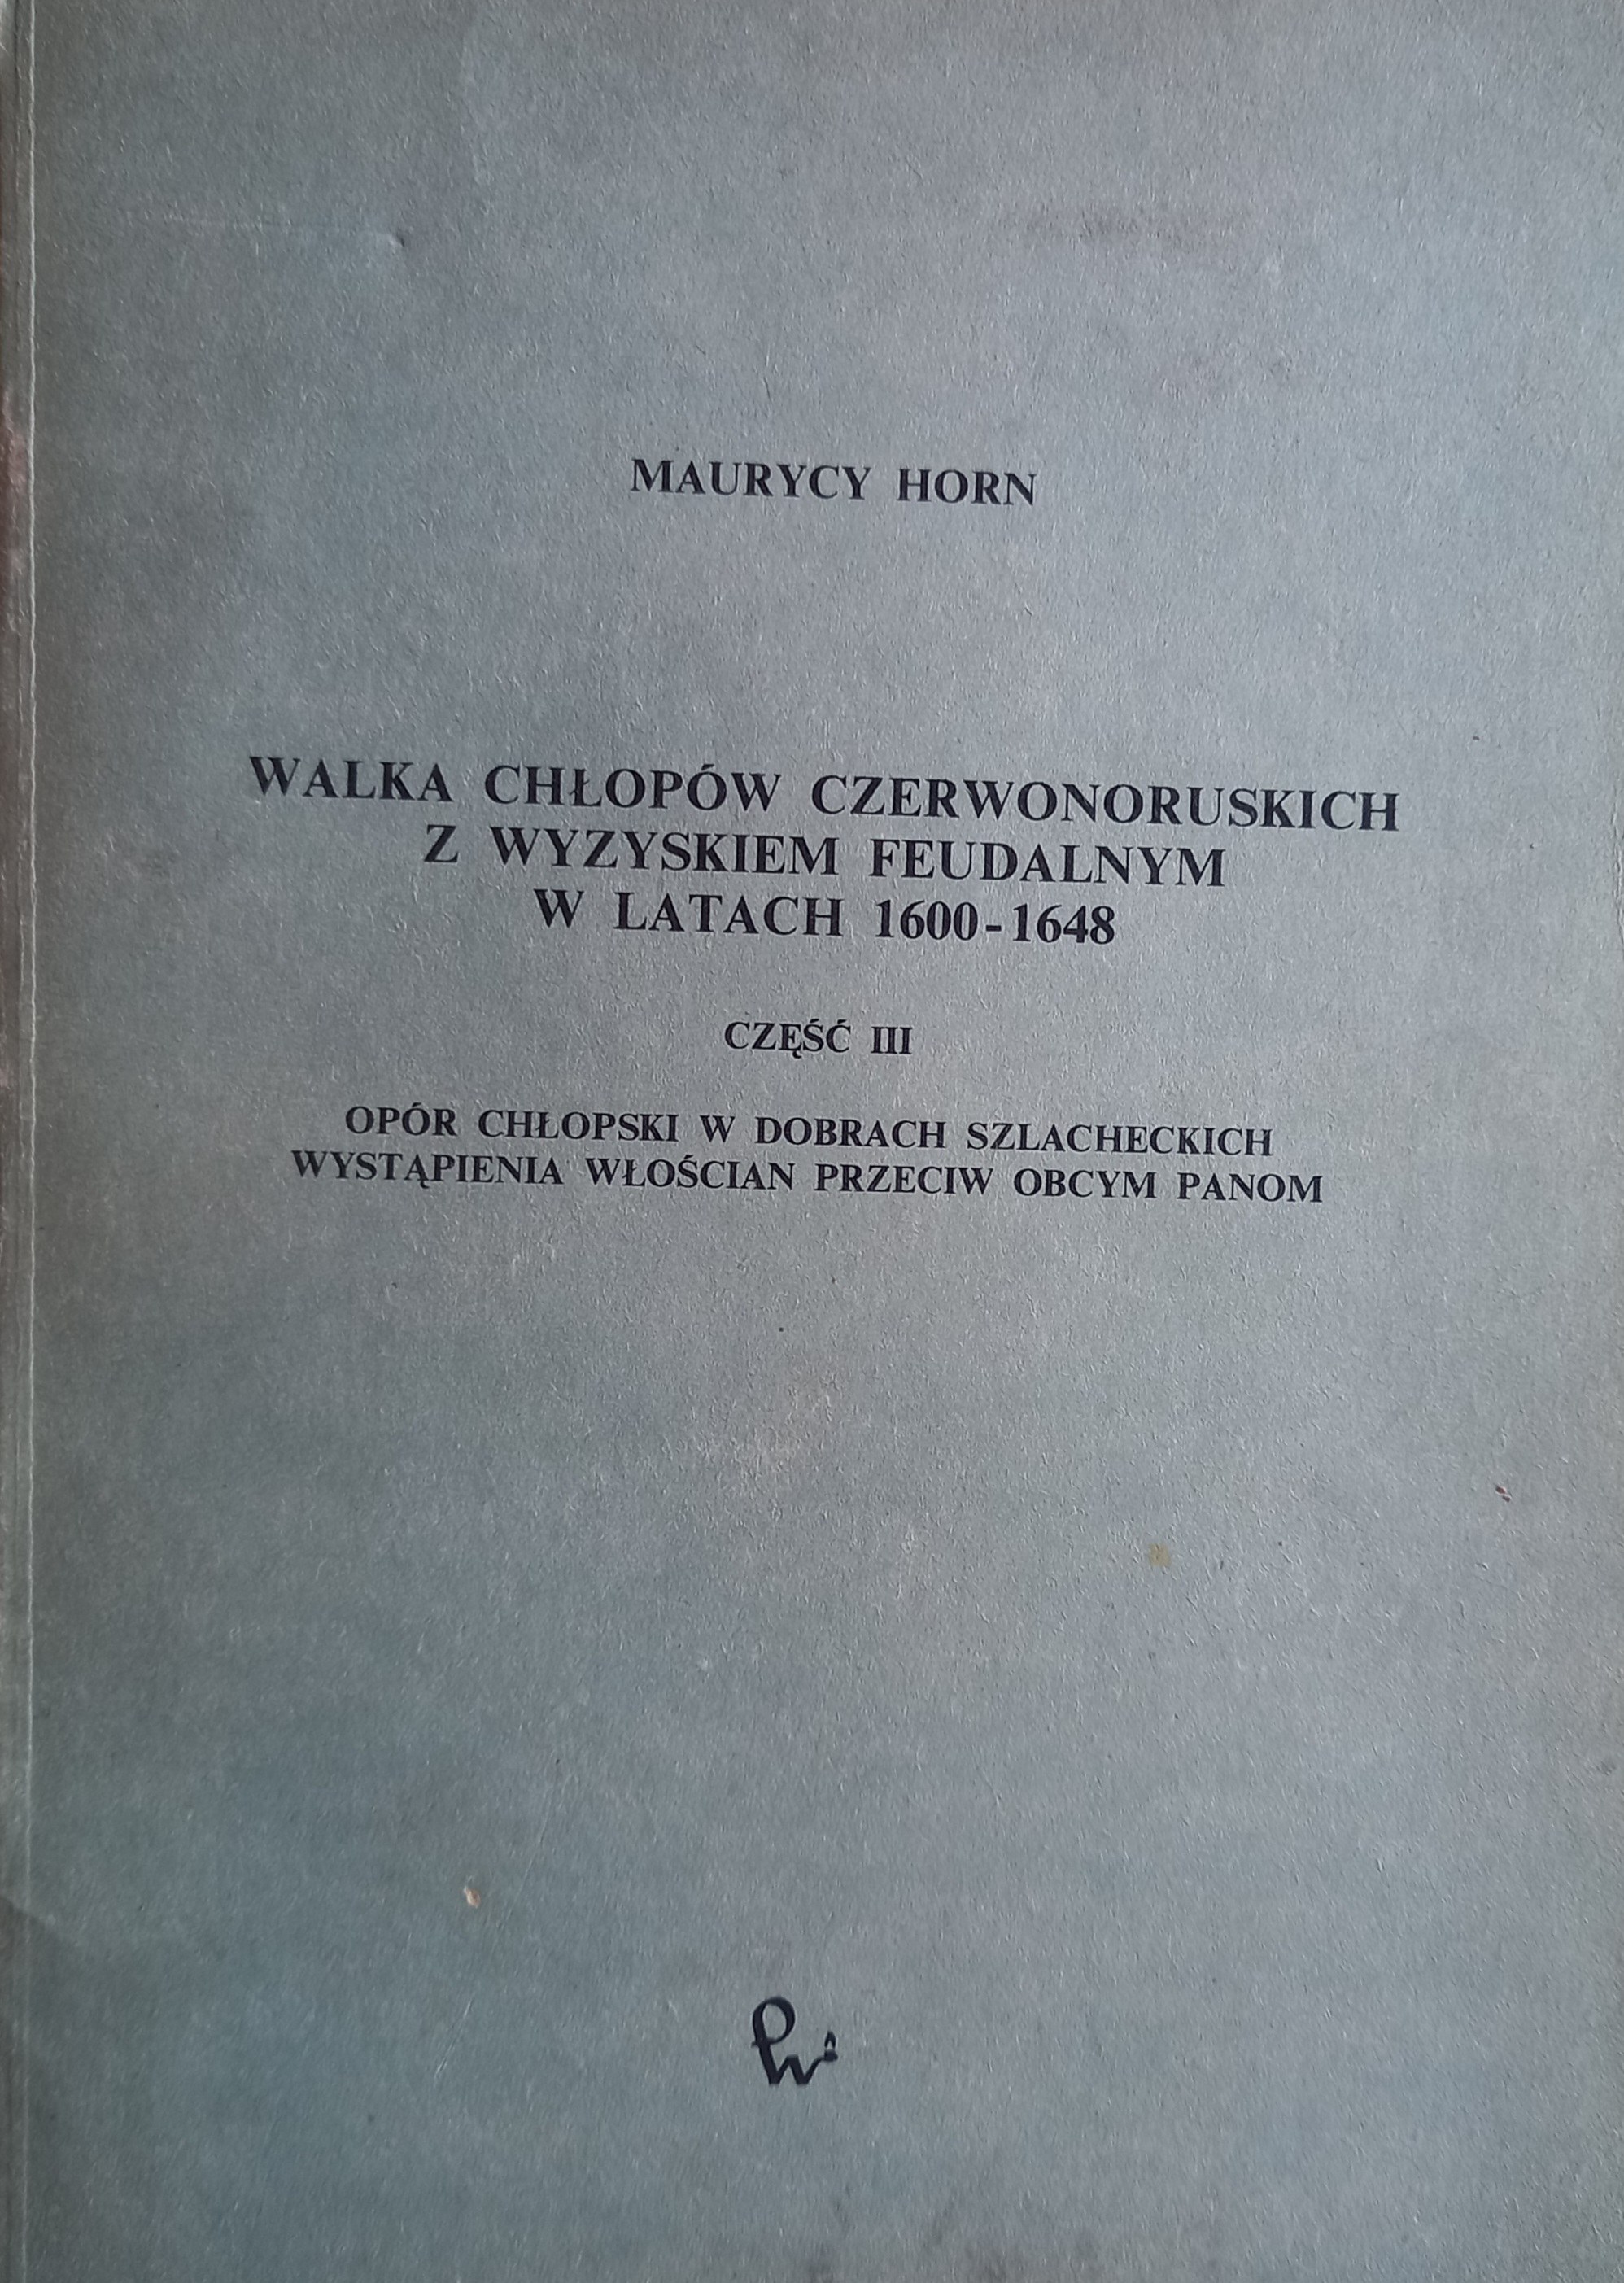 MAURYCY HORN
WALKA CHŁOPÓW CZERWONORUSKICH
Z WYZYSKIEM FEUDALNYM
W LATACH 1600-1648
CZĘŚĆ III
OPÓR CHŁOPSKI W DOBRACH SZLACHECKICH
WYSTĄPIENIA WŁOŚCIAN PRZECIW OBCYM PANOM